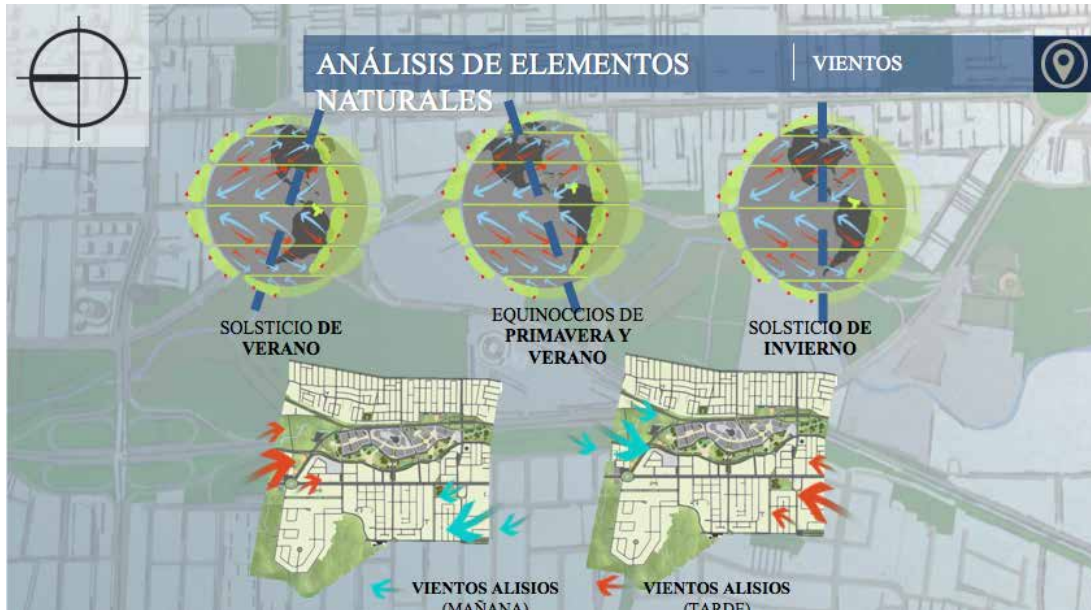 ANÁLISIS DE ELEMENTOS
NATURALES
VIENTOS
SOLSTICIO DE
VERANO
EQUINOCCIOS DE
PRIMAVERA Y
VERANO
SOLSTICIO DE
INVIERNO
VIENTOS ALISIOS
(MAÑANA)
VIENTOS ALISIOS
(TARDE)